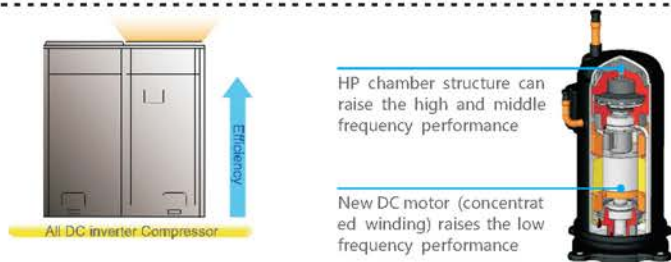 Efficiency
All DC inverter Compressor
HP chamber structure can
raise the high and middle
frequency performance
New DC motor (concentrat
ed winding) raises the low
frequency performance